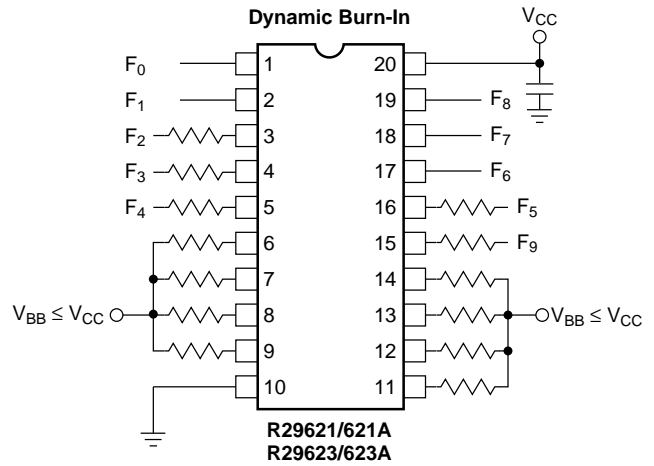 Dynamic Burn-In
VCC
F0 1 20
F1 2 19 F8
F2 3 18 F7
F3 4 17 F6
F4 5 16 F5
6 15 F9
7 14
VBB ≤ VCC 8 13 VBB ≤ VCC
9 12
10 11
R29621/621A
R29623/623A